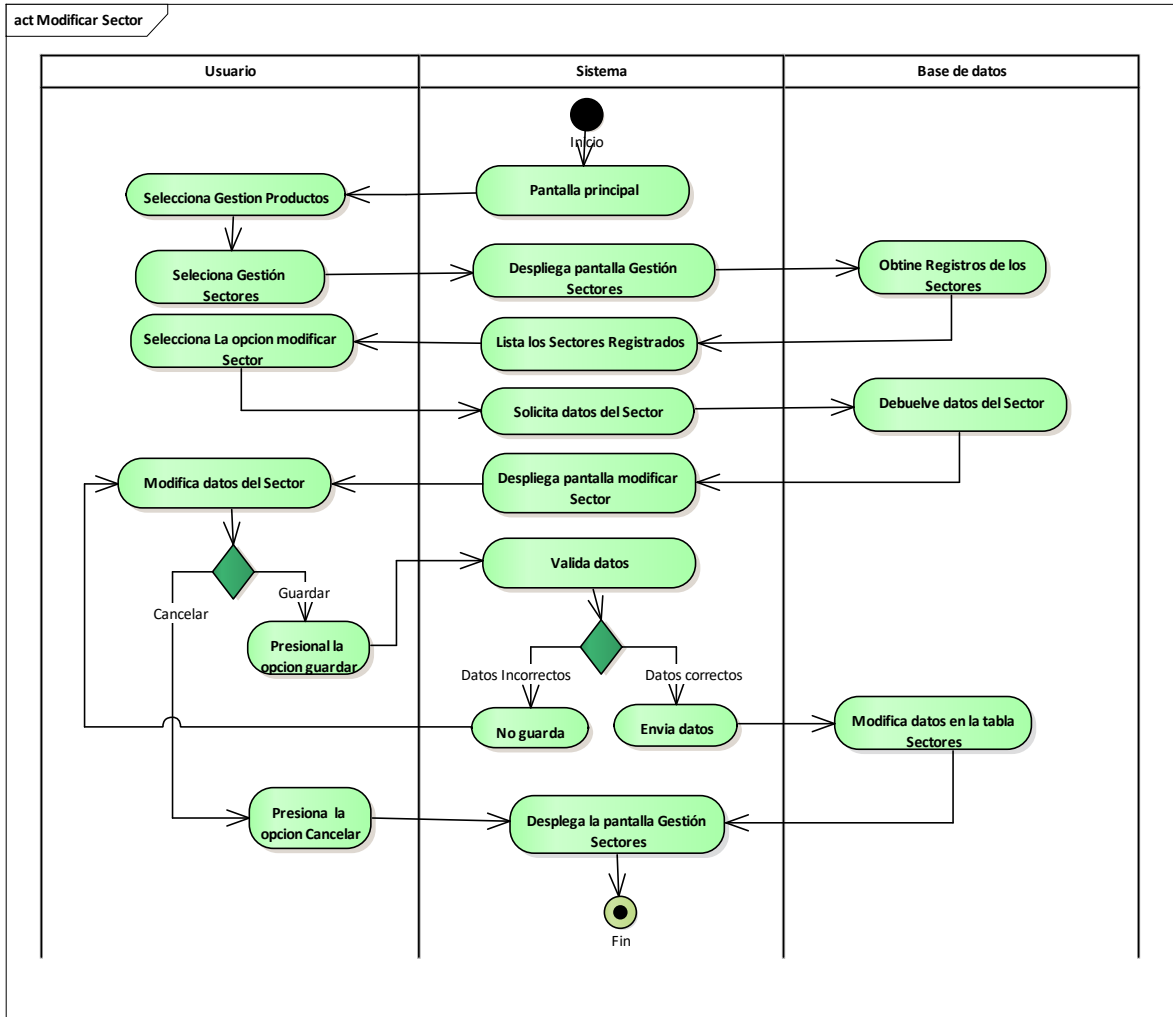 act Modificar Sector
Usuario
Sistema
Base de datos
Inicio
Pantalla principal
Selecciona Gestion Productos
Seleciona Gestión
Sectores
Despliega pantalla Gestión
Sectores
Obtine Registros de los
Sectores
Selecciona La opcion modificar
Sector
Lista los Sectores Registrados
Solicita datos del Sector
Debuelve datos del Sector
Modifica datos del Sector
Despliega pantalla modificar
Sector
Valida datos
Guardar
Cancelar
Presional la
opcion guardar
Datos Incorrectos
Datos correctos
No guarda
Envia datos
Modifica datos en la tabla
Sectores
Presiona la
opcion Cancelar
Desplega la pantalla Gestión
Sectores
Fin